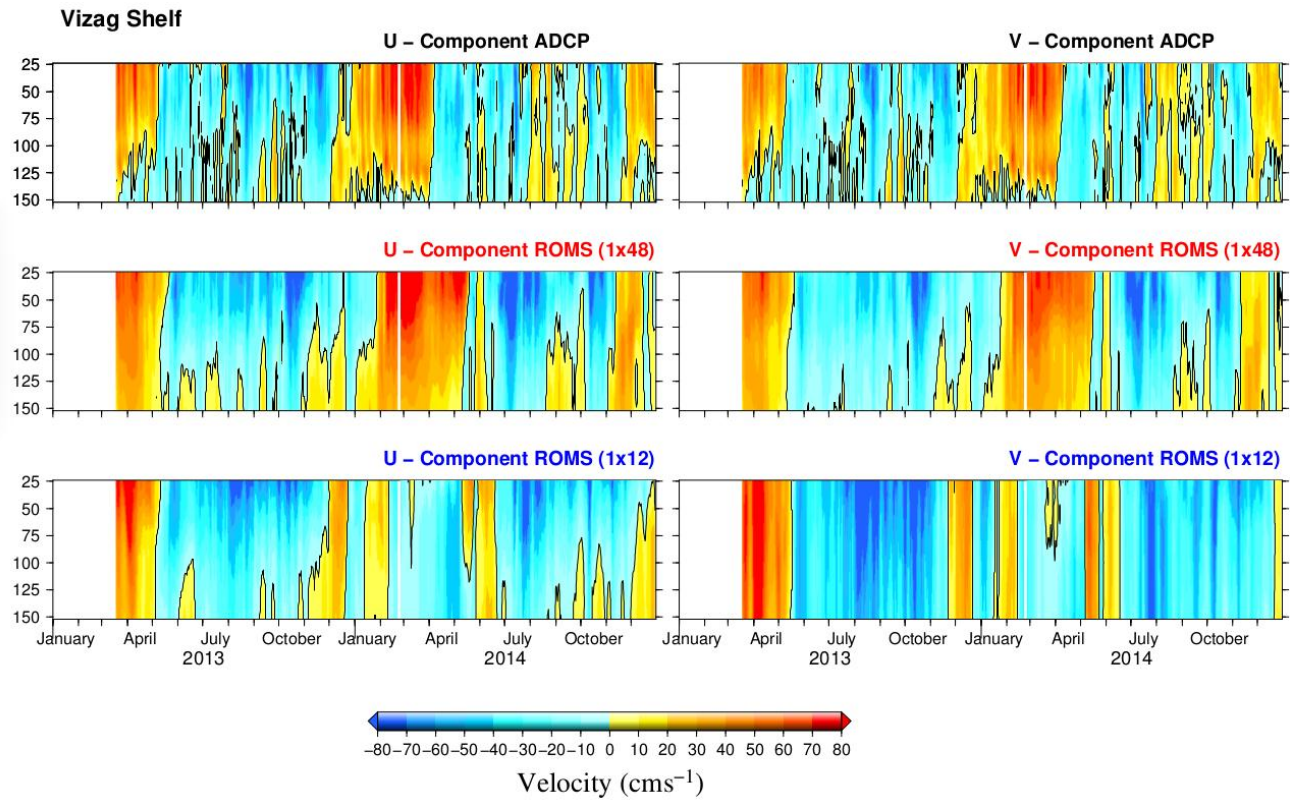 Vizag Shelf
U – Component ADCP
V – Component ADCP
25
50
75
100
125
150
U – Component ROMS (1x48)
V – Component ROMS (1x48)
25
50
75
100
125
150
U – Component ROMS (1x12)
V – Component ROMS (1x12)
25
50
75
100
125
150
January April July October January April July October
January April July October January April July October
2013 2014
2013 2014
−80 −70 −60 −50 −40 −30 −20 −10 0 10 20 30 40 50 60 70 80
Velocity (cms⁻¹)